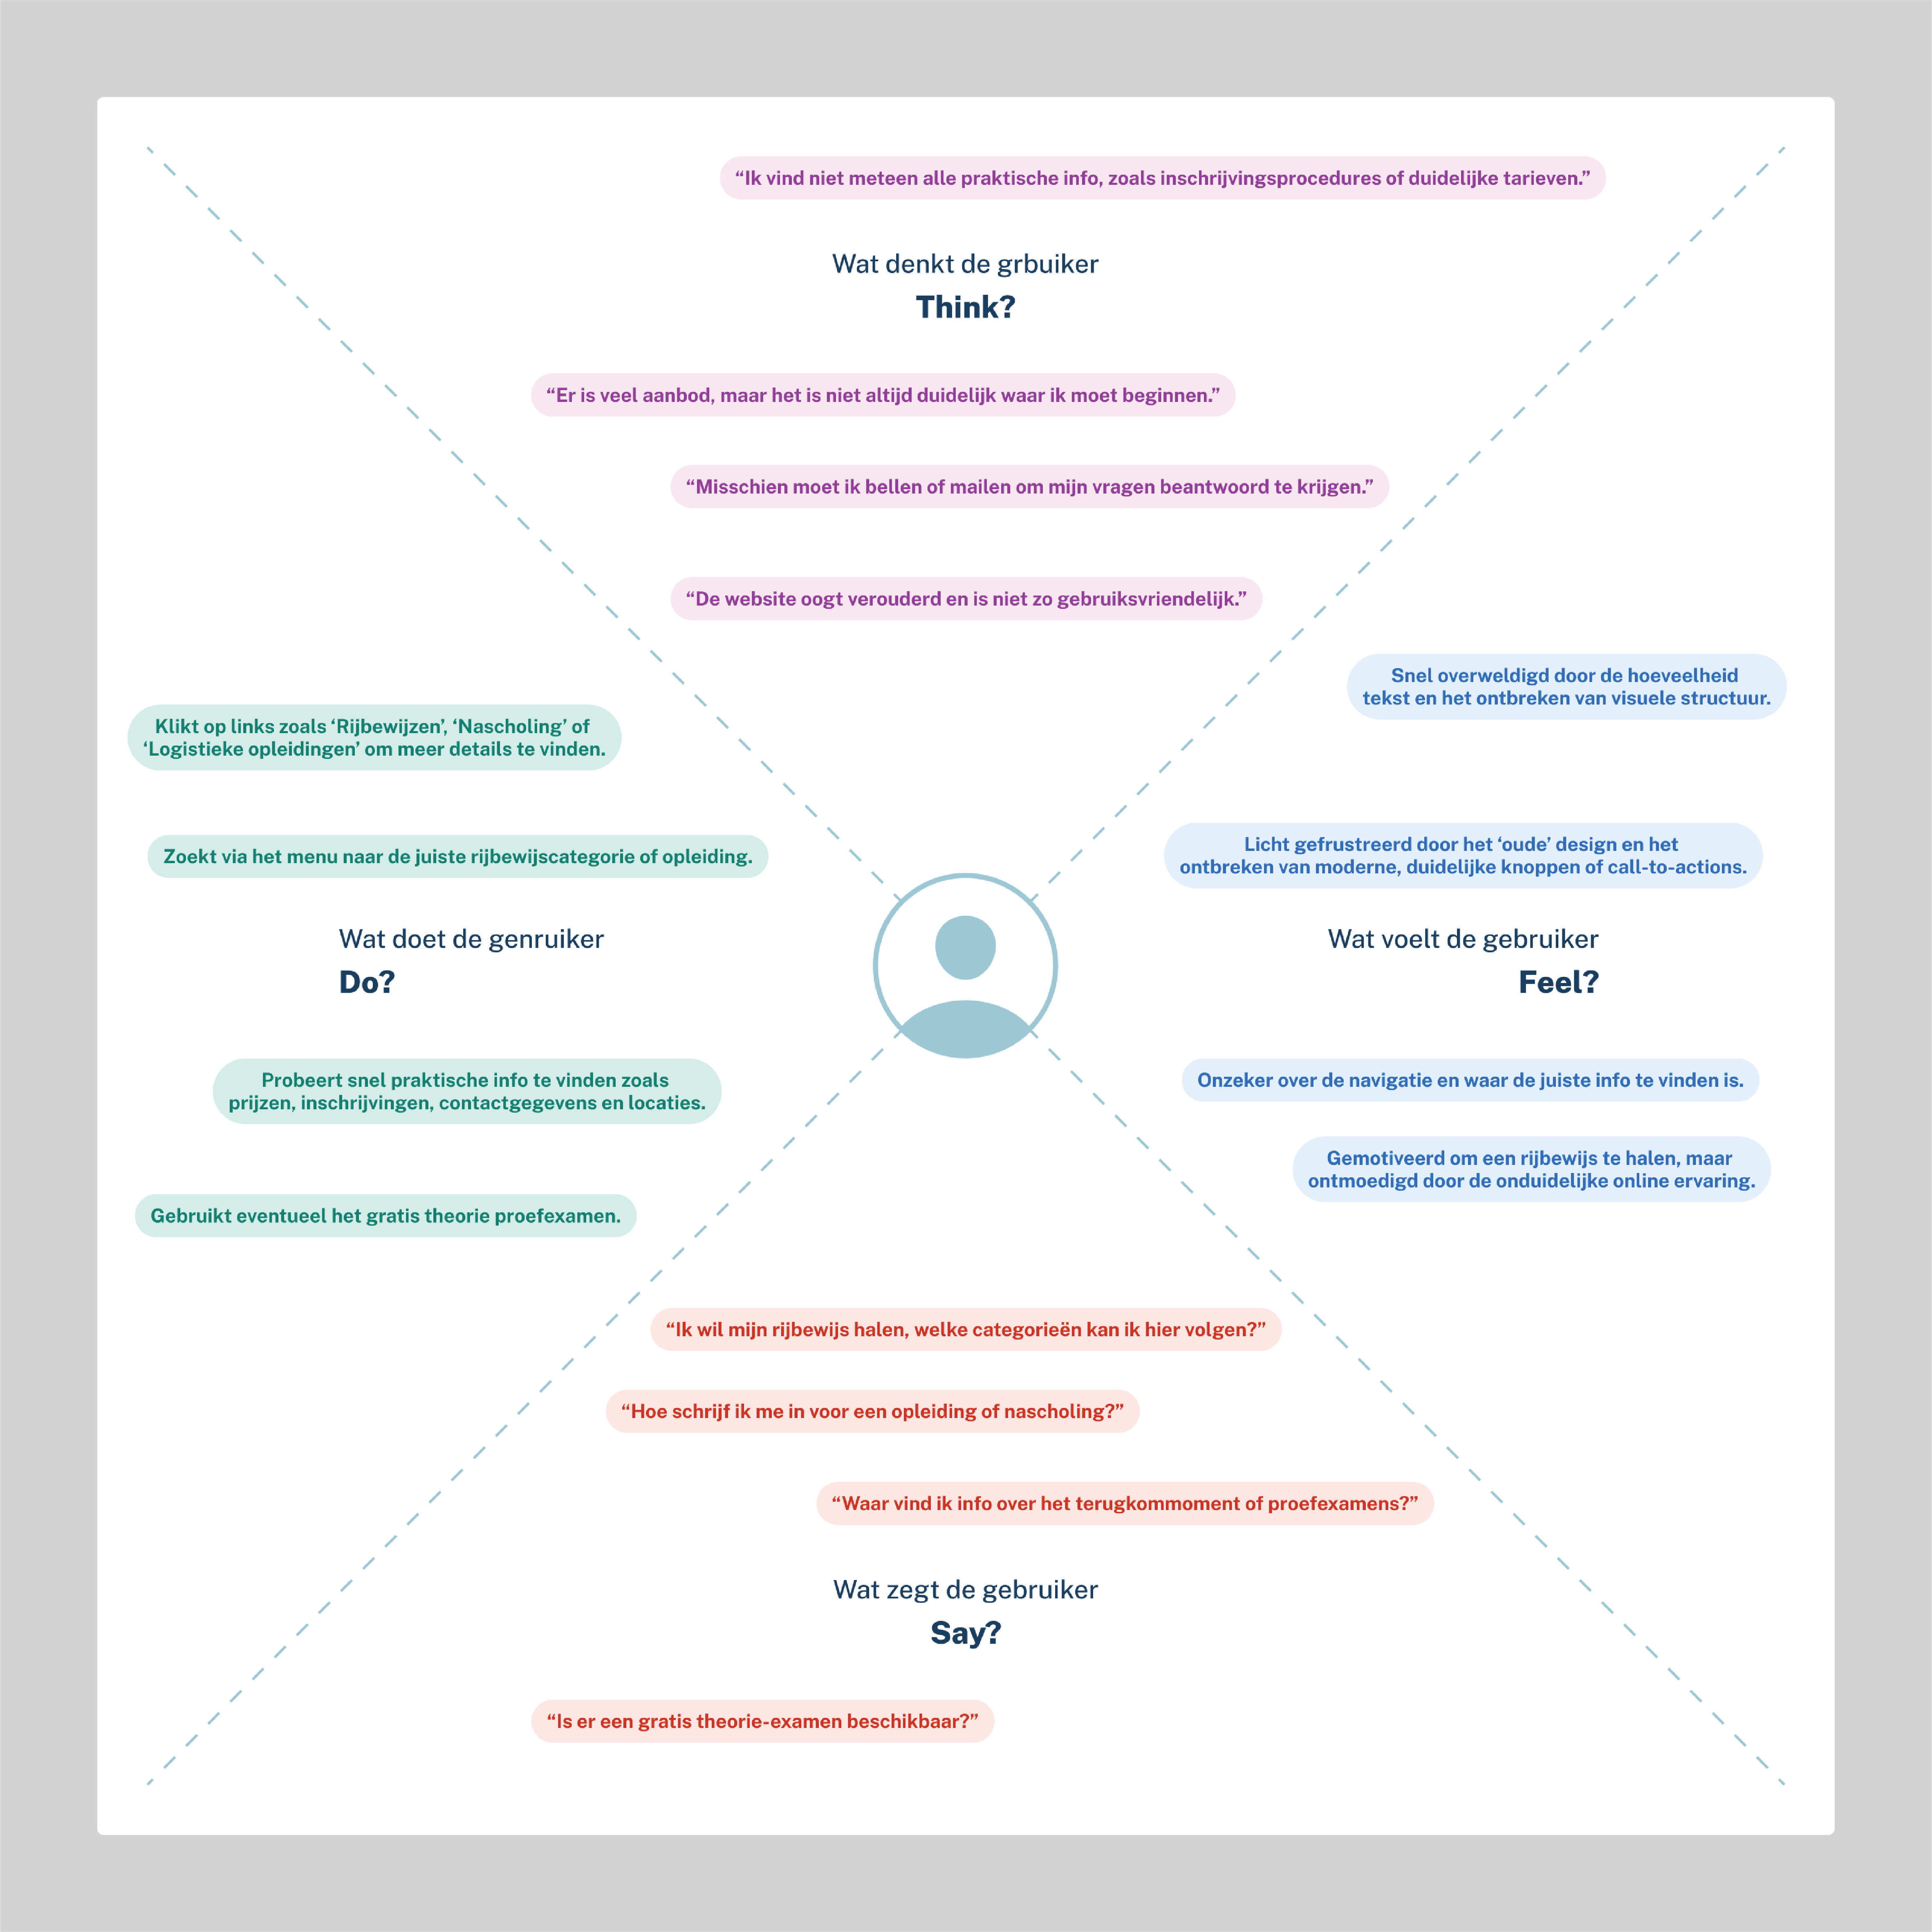 “Ik vind niet meteen alle praktische info, zoals inschrijvingsprocedures of duidelijke tarieven.”
Wat denkt de grbuiker
Think?
“Er is veel aanbod, maar het is niet altijd duidelijk waar ik moet beginnen.”
“Misschien moet ik bellen of mailen om mijn vragen beantwoord te krijgen.”
“De website oogt verouderd en is niet zo gebruiksvriendelijk.”
Klikt op links zoals ‘Rijbewijzen’, ‘Nascholing’ of
‘Logistieke opleidingen’ om meer details te vinden.
Zoekt via het menu naar de juiste rijbewijscategorie of opleiding.
Wat doet de genruiker
Do?
Probeert snel praktische info te vinden zoals
prijzen, inschrijvingen, contactgegevens en locaties.
Gebruikt eventueel het gratis theorie proefexamen.
Snel overweldigd door de hoeveelheid
tekst en het ontbreken van visuele structuur.
Licht gefrustreerd door het ‘oude’ design en het
ontbreken van moderne, duidelijke knoppen of call-to-actions.
Wat voelt de gebruiker
Feel?
Onzeker over de navigatie en waar de juiste info te vinden is.
Gemotiveerd om een rijbewijs te halen, maar
ontmoedigd door de onduidelijke online ervaring.
“Ik wil mijn rijbewijs halen, welke categorieën kan ik hier volgen?”
“Hoe schrijf ik me in voor een opleiding of nascholing?”
“Waar vind ik info over het terugkommoment of proefexamens?”
Wat zegt de gebruiker
Say?
“Is er een gratis theorie-examen beschikbaar?”